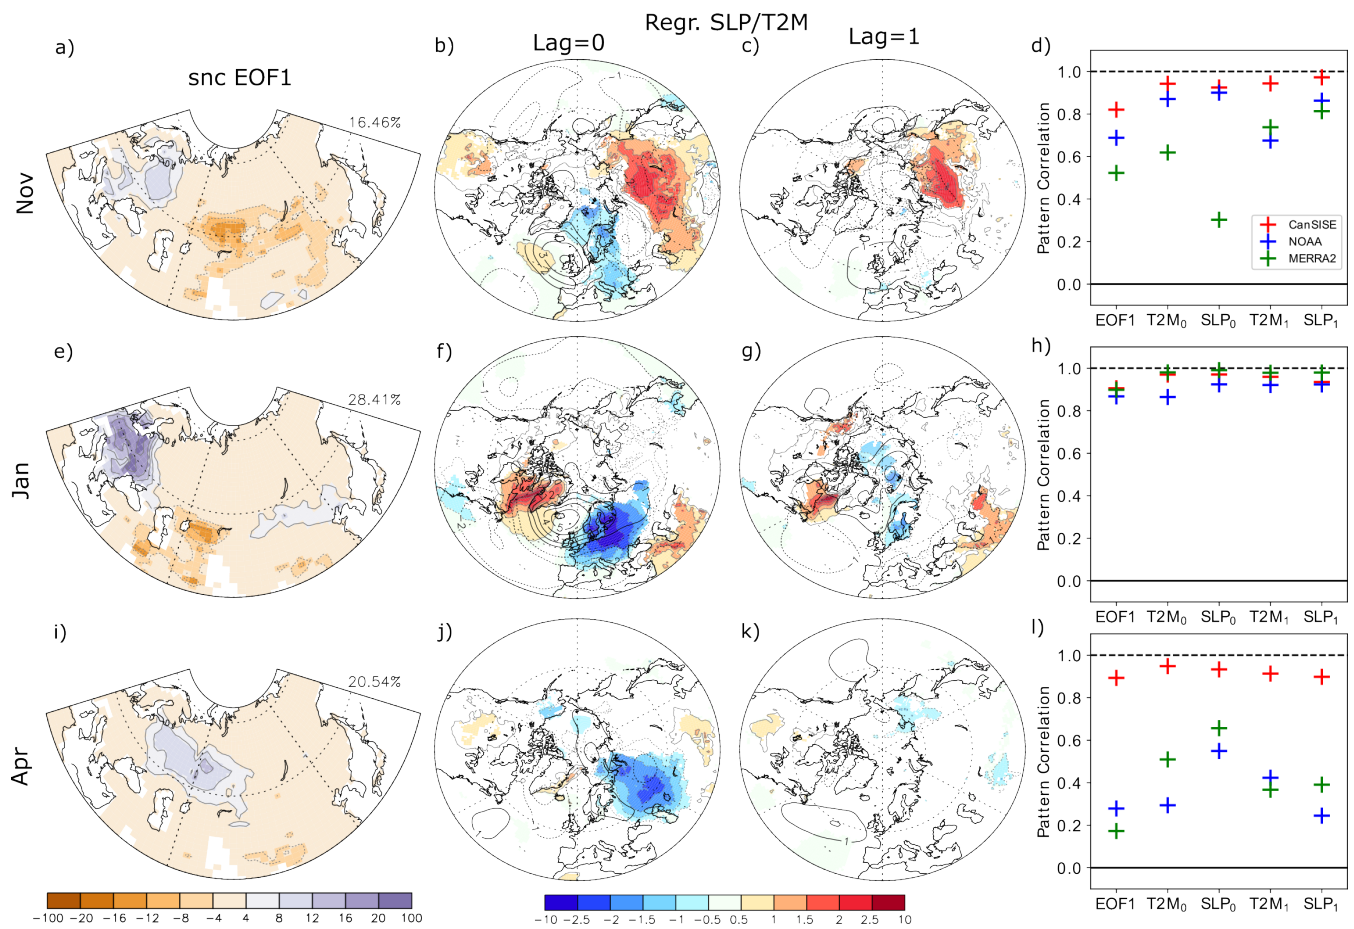 Regr. SLP/T2M
a)
b)
Lag=0
c)
Lag=1
d)
snc EOF1
16.46%
Nov
1.0
0.8
0.6
0.4
0.2
0.0
Pattern Correlation
CanSISE
NOAA
MERRA2
EOF1 T2M₀ SLP₀ T2M₁ SLP₁
e)
f)
g)
h)
28.41%
Jan
1.0
0.8
0.6
0.4
0.2
0.0
Pattern Correlation
EOF1 T2M₀ SLP₀ T2M₁ SLP₁
i)
j)
k)
l)
20.54%
Apr
1.0
0.8
0.6
0.4
0.2
0.0
Pattern Correlation
EOF1 T2M₀ SLP₀ T2M₁ SLP₁
−100 −20 −16 −12 −8 −4 4 8 12 16 20 100
−10 −2.5 −2 −1.5 −1 −0.5 0.5 1 1.5 2 2.5 10